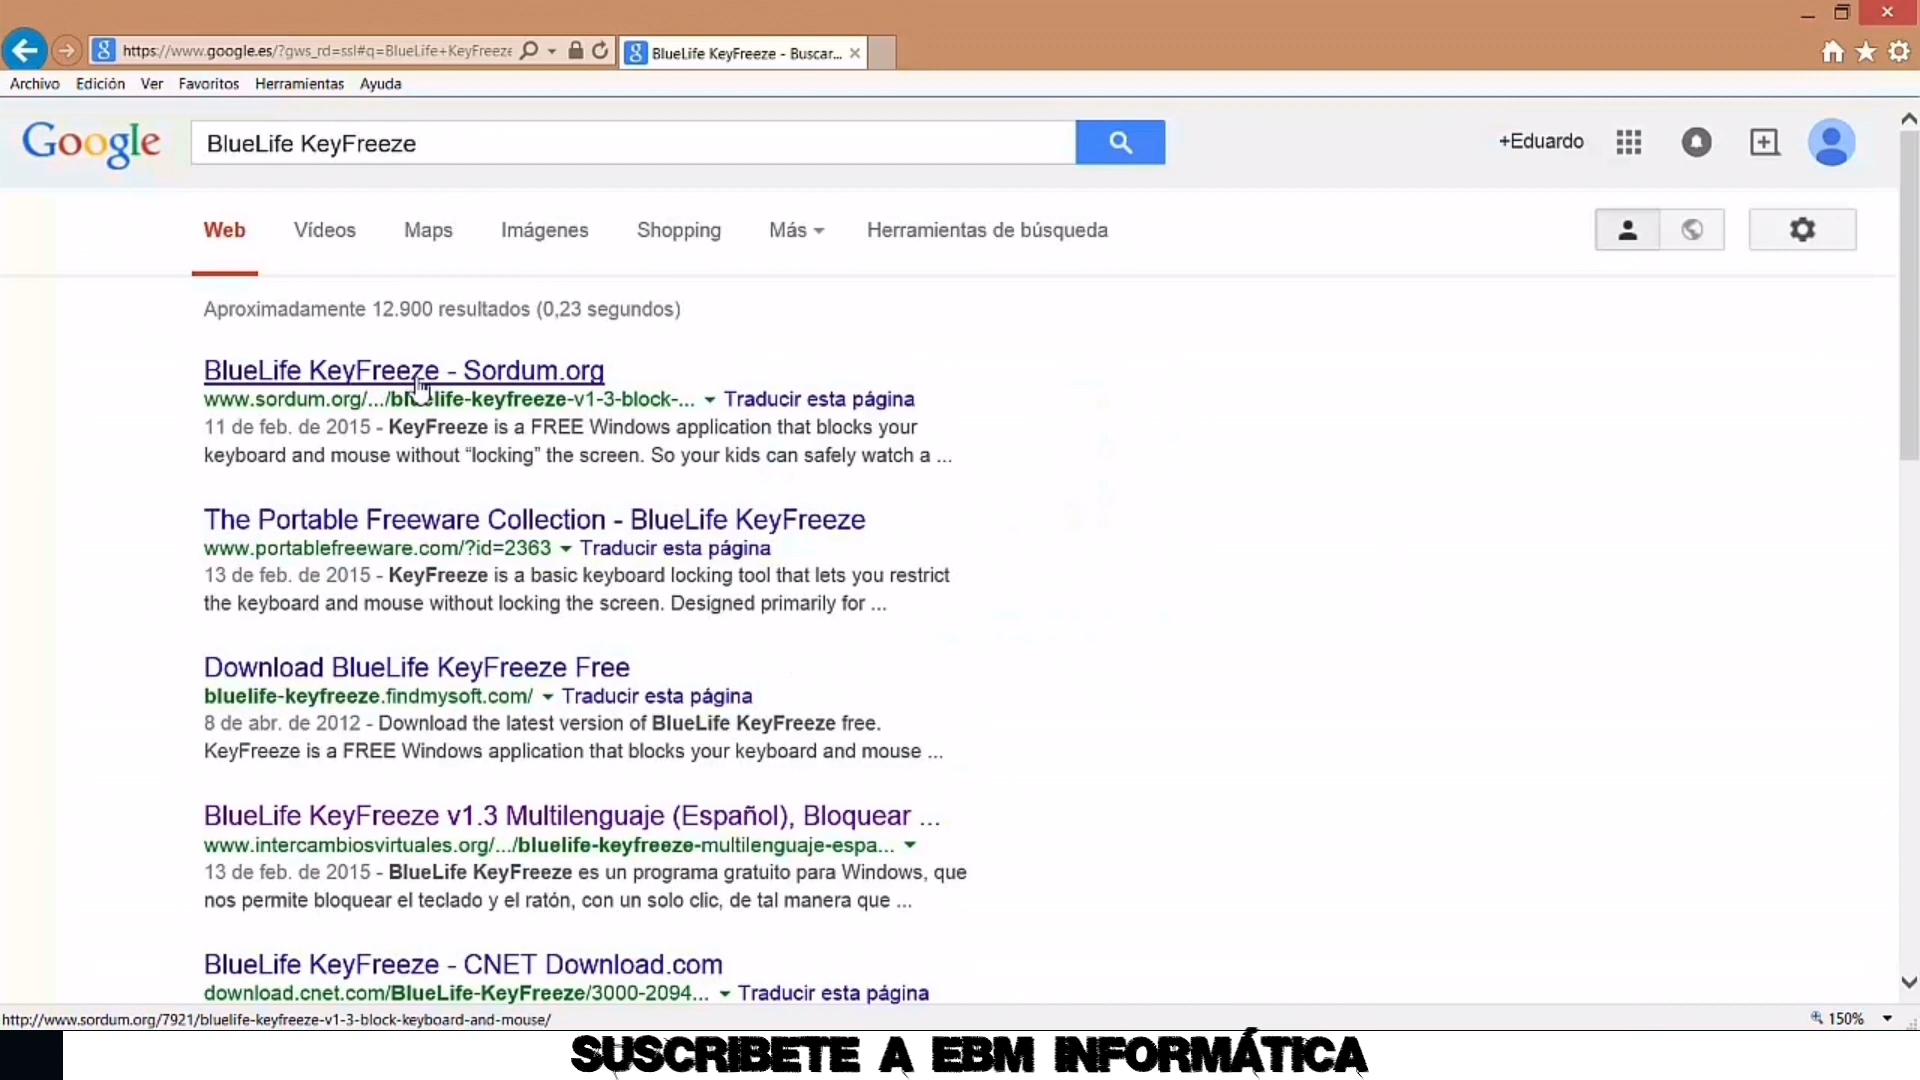 https://www.google.es/?gws_rd=ssl#q=BlueLife+KeyFreeze
BlueLife KeyFreeze - Buscar...
Archivo Edición Ver Favoritos Herramientas Ayuda
Google
BlueLife KeyFreeze
+Eduardo
Web Vídeos Maps Imágenes Shopping Más Herramientas de búsqueda
Aproximadamente 12.900 resultados (0,23 segundos)
BlueLife KeyFreeze - Sordum.org
www.sordum.org/.../bluelife-keyfreeze-v1-3-block-... Traducir esta página
11 de feb. de 2015 - KeyFreeze is a FREE Windows application that blocks your
keyboard and mouse without “locking” the screen. So your kids can safely watch a ...
The Portable Freeware Collection - BlueLife KeyFreeze
www.portablefreeware.com/?id=2363 Traducir esta página
13 de feb. de 2015 - KeyFreeze is a basic keyboard locking tool that lets you restrict
the keyboard and mouse without locking the screen. Designed primarily for ...
Download BlueLife KeyFreeze Free
bluelife-keyfreeze.findmysoft.com/ Traducir esta página
8 de abr. de 2012 - Download the latest version of BlueLife KeyFreeze free.
KeyFreeze is a FREE Windows application that blocks your keyboard and mouse ...
BlueLife KeyFreeze v1.3 Multilenguaje (Español), Bloquear ...
www.intercambiosvirtuales.org/.../bluelife-keyfreeze-multilenguaje-espa...
13 de feb. de 2015 - BlueLife KeyFreeze es un programa gratuito para Windows, que
nos permite bloquear el teclado y el ratón, con un solo clic, de tal manera que ...
BlueLife KeyFreeze - CNET Download.com
download.cnet.com/BlueLife-KeyFreeze/3000-2094... Traducir esta página
http://www.sordum.org/7921/bluelife-keyfreeze-v1-3-block-keyboard-and-mouse/
150%
SUSCRIBETE A EBM INFORMÁTICA